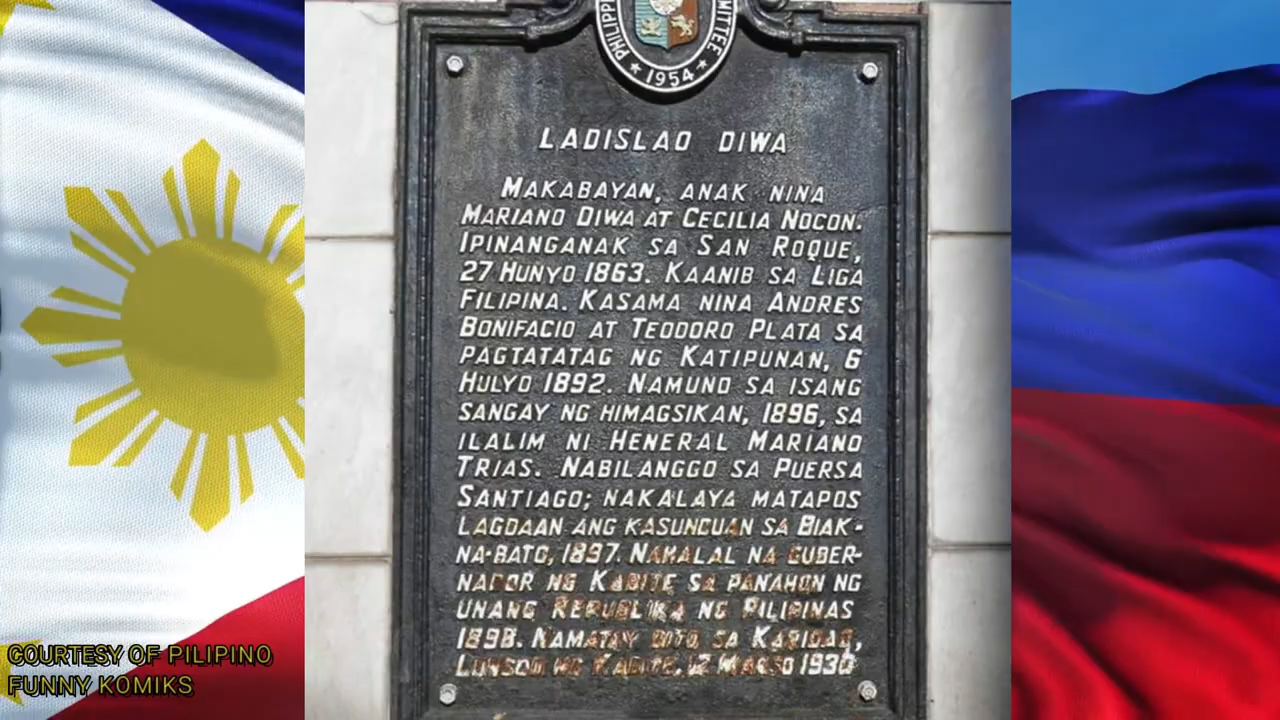 PHILIPP MMITTEE
★ 1954 ★
LADISLAO DIWA
MAKABAYAN, ANAK NINA
MARIANO DIWA AT CECILIA NOCON.
IPINANGANAK SA SAN ROQUE,
27 HUNYO 1863. KAANIB SA LIGA
FILIPINA. KASAMA NINA ANDRES
BONIFACIO AT TEODORO PLATA SA
PAGTATATAG NG KATIPUNAN, 6
HULYO 1892. NAMUNO SA ISANG
SANGAY NG HIMAGSIKAN, 1896, SA
ILALIM NI HENERAL MARIANO
TRIAS. NABILANGGO SA PUERSA
SANTIAGO; NAKALAYA MATAPOS
LAGDAAN ANG KASUNDUAN SA BIAK-
NA-BATO, 1897. NAHALAL NA GUBER-
NADOR NG KABITE SA PANAHON NG
UNANG REPUBLIKA NG PILIPINAS
1898. NAMATAY DITO SA KARIDAD,
LUNSOD NG KABITE, 12 MARSO 1930
COURTESY OF PILIPINO
FUNNY KOMIKS